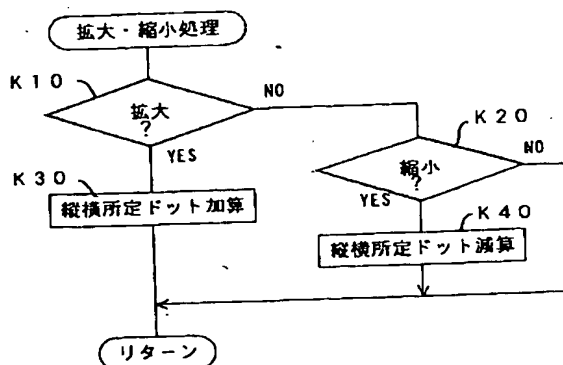 拡大・縮小処理
K10
NO
拡大
?
K20
YES
NO
縮小
?
K30
YES
縦横所定ドット加算
K40
縦横所定ドット減算
リターン